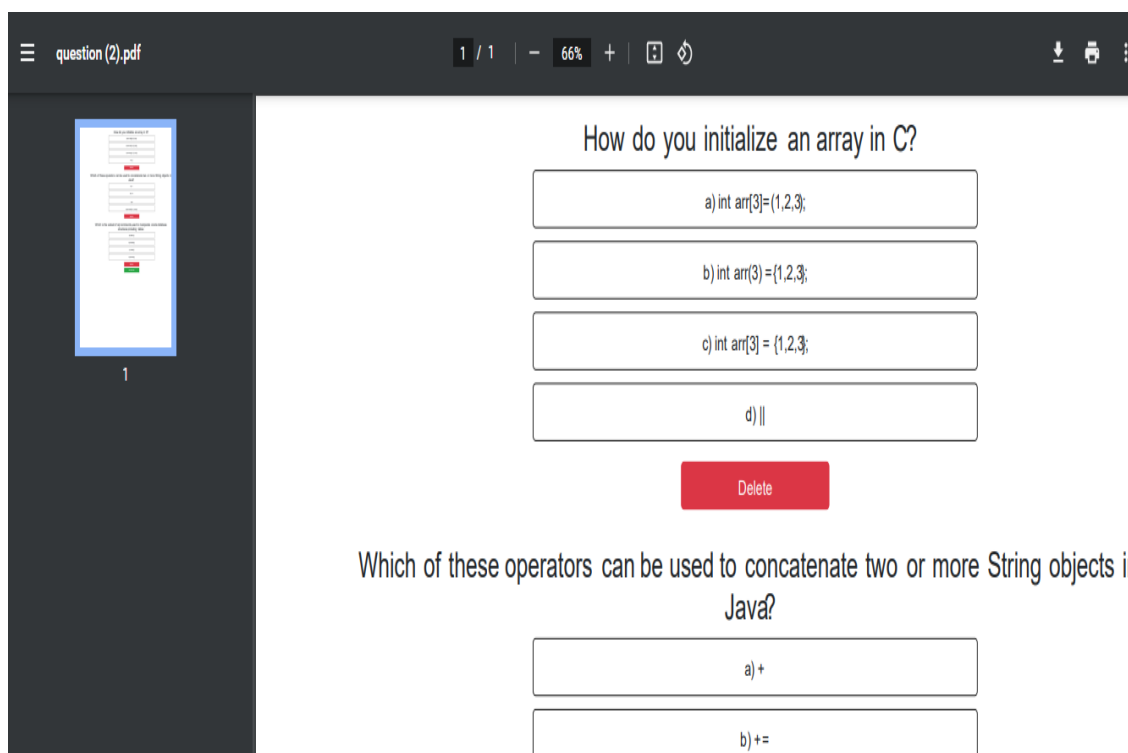 question (2).pdf
1 / 1
66%
How do you initialize an array in C?
a) int arr[3]=(1,2,3);
b) int arr(3) ={1,2,3};
c) int arr[3] = {1,2,3};
d) ||
Delete
1
Which of these operators can be used to concatenate two or more String objects
Java?
a) +
b) +=